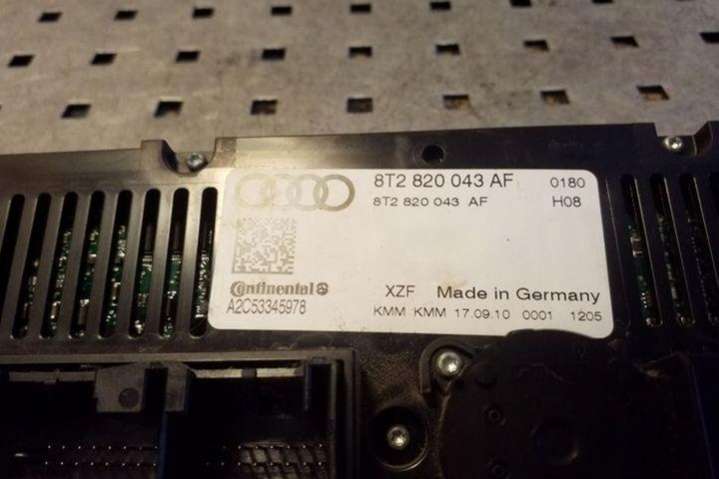 8T2 820 043 AF 0180
8T2 820 043 AF H08
Continental
A2C53345978
XZF Made in Germany
KMM KMM 17.09.10 0001 1205